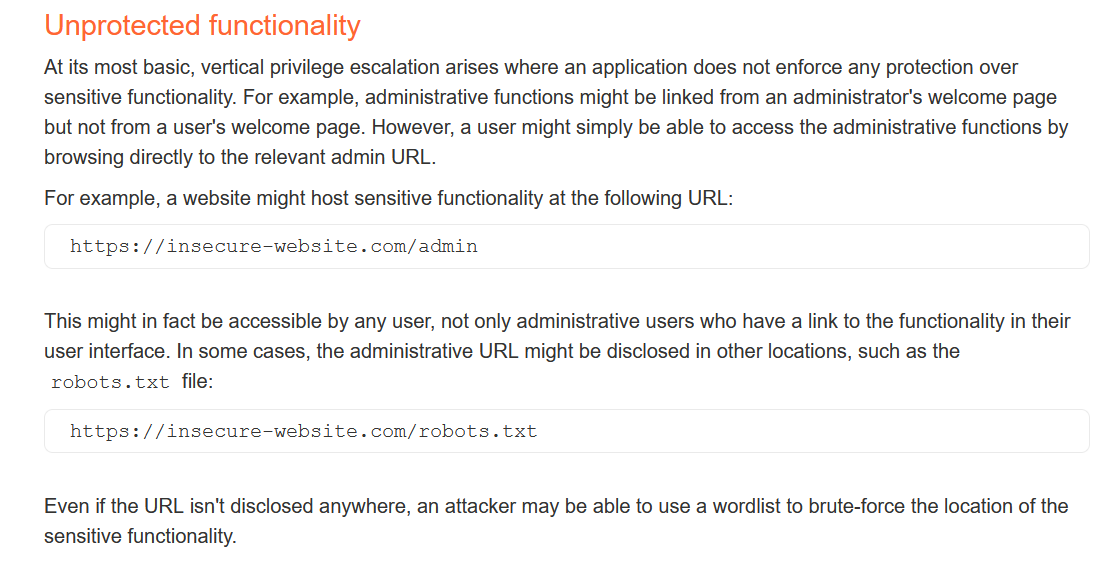 Unprotected functionality
At its most basic, vertical privilege escalation arises where an application does not enforce any protection over
sensitive functionality. For example, administrative functions might be linked from an administrator's welcome page
but not from a user's welcome page. However, a user might simply be able to access the administrative functions by
browsing directly to the relevant admin URL.
For example, a website might host sensitive functionality at the following URL:
https://insecure-website.com/admin
This might in fact be accessible by any user, not only administrative users who have a link to the functionality in their
user interface. In some cases, the administrative URL might be disclosed in other locations, such as the
robots.txt file:
https://insecure-website.com/robots.txt
Even if the URL isn't disclosed anywhere, an attacker may be able to use a wordlist to brute-force the location of the
sensitive functionality.